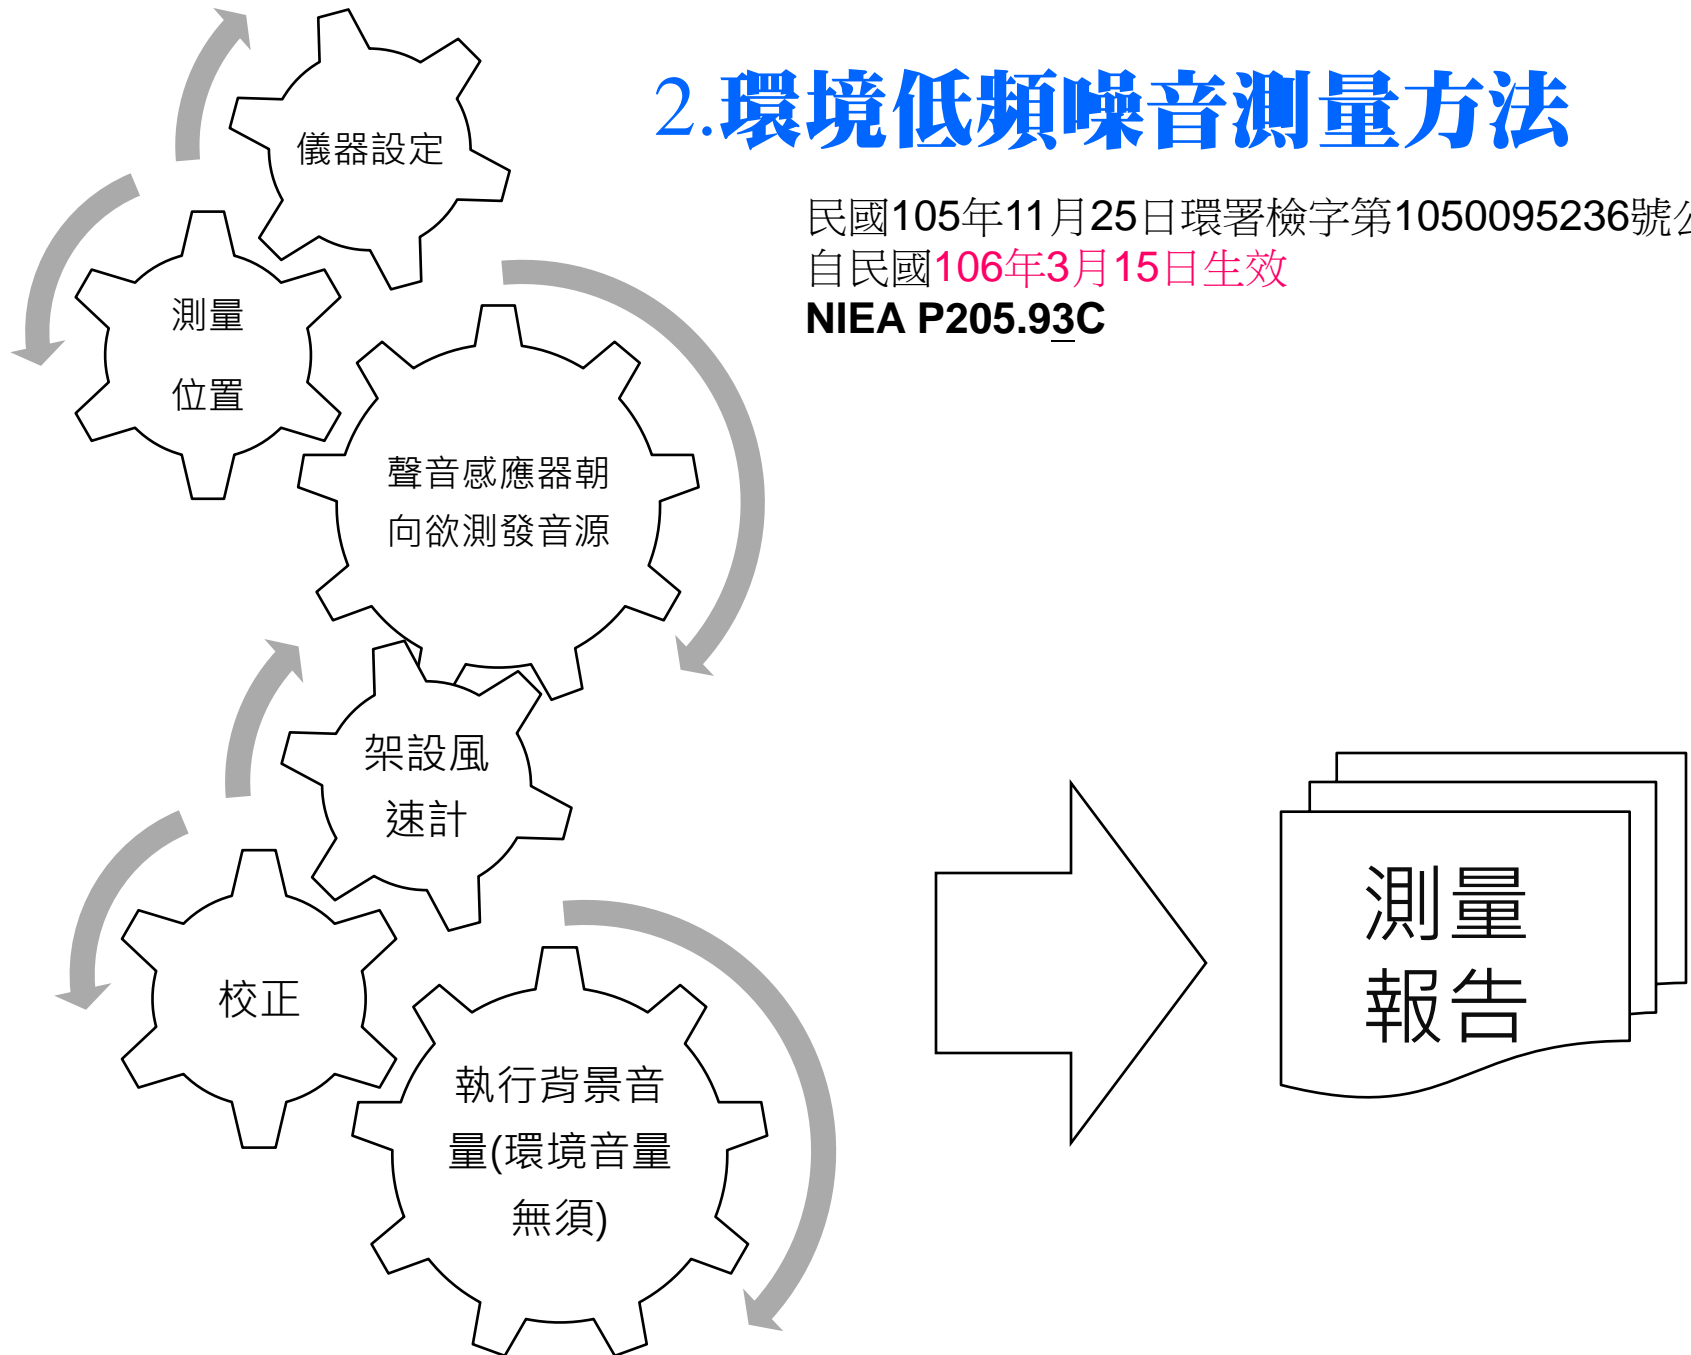 2.環境低頻噪音測量方法
民國105年11月25日環署檢字第1050095236號
自民國106年3月15日生效
NIEA P205.93C
儀器設定
測量
位置
聲音感應器朝
向欲測發音源
架設風
速計
校正
執行背景音
量(環境音量
無須)
測量
報告